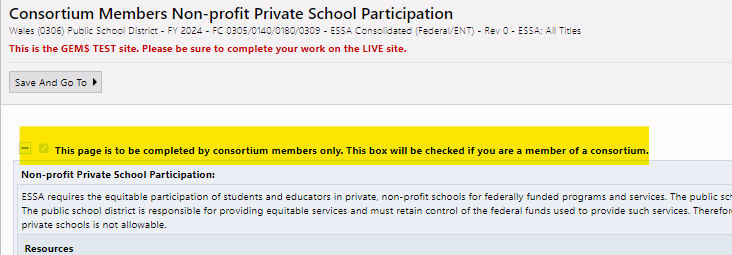 Consortium Members Non-profit Private School Participation
Wales (0306) Public School District - FY 2024 - FC 0305/0140/0180/0309 - ESSA Consolidated (Federal/ENT) - Rev 0 - ESSA: All Titles
This is the GEM$ TEST site. Please be sure to complete your work on the LIVE site.
Save And Go To
This page is to be completed by consortium members only. This box will be checked if you are a member of a consortium.
Non-profit Private School Participation:
ESSA requires the equitable participation of students and educators in private, non-profit schools for federally funded programs and services. The public sch
The public school district is responsible for providing equitable services and must retain control of the federal funds used to provide such services. Therefor
private schools is not allowable.
Resources